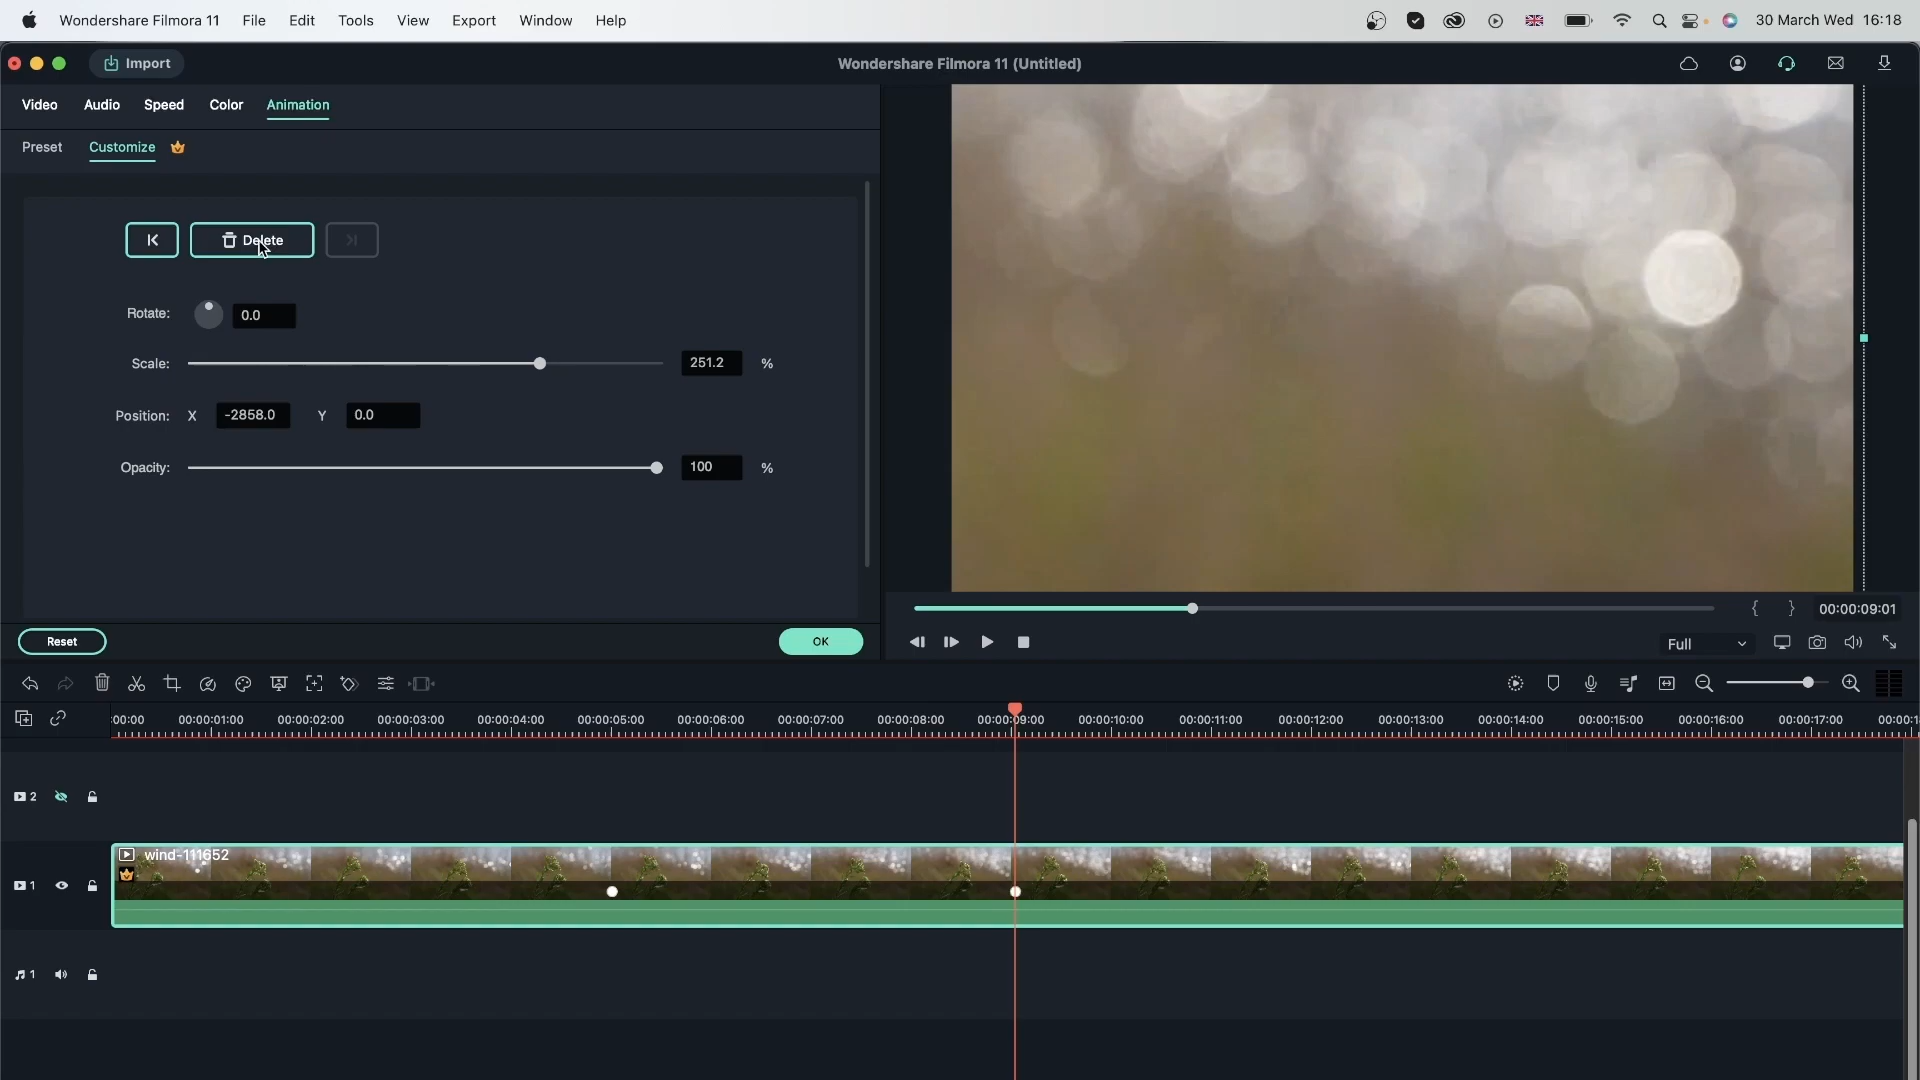 Wondershare Filmora 11 File Edit Tools View Export Window Help 30 March Wed 16:18
Import Wondershare Filmora 11 (Untitled)
Video Audio Speed Color Animation
Preset Customize
Delete
Rotate: 0.0
Scale: 251.2 %
Position: X -2858.0 Y 0.0
Opacity: 100 %
{ } 00:00:09:01
Reset OK
Full
:00:00 00:00:01:00 00:00:02:00 00:00:03:00 00:00:04:00 00:00:05:00 00:00:06:00 00:00:07:00 00:00:08:00 00:00:09:00 00:00:10:00 00:00:11:00 00:00:12:00 00:00:13:00 00:00:14:00 00:00:15:00 00:00:16:00 00:00:17:00 00:00:1
2
wind-111652
1
1